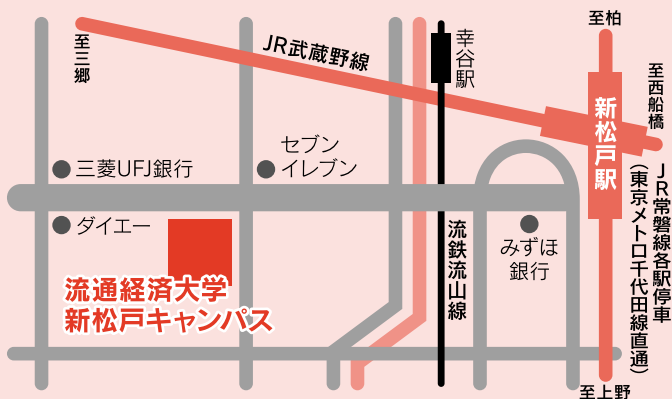 至柏
至三郷
JR武蔵野線
幸谷駅
至西船橋
新松戸駅
セブン
イレブン
三菱UFJ銀行
ダイエー
流鉄流山線
みずほ
銀行
JR常磐線各駅停車
（東京メトロ千代田線直通）
流通経済大学
新松戸キャンパス
至上野